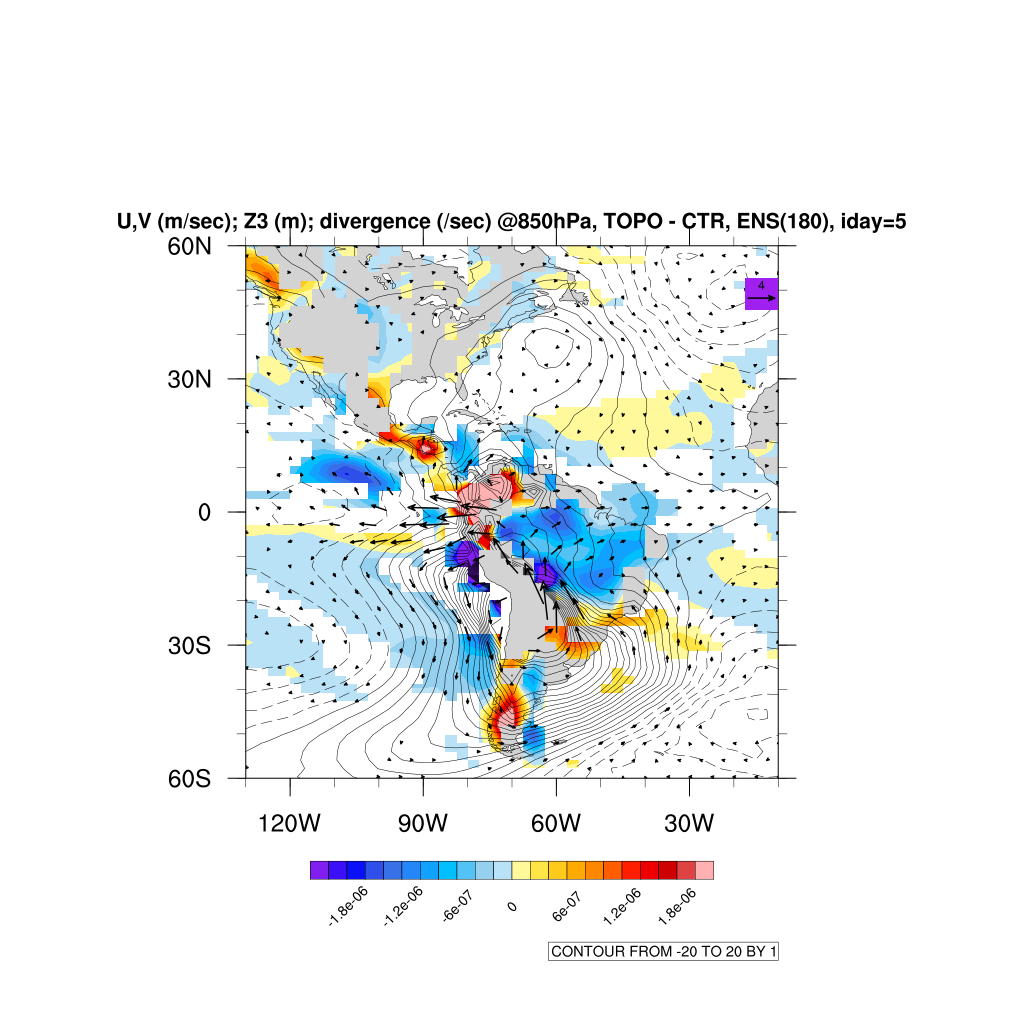 U,V (m/sec); Z3 (m); divergence (/sec) @850hPa, TOPO - CTR, ENS(180), iday=5
60N
4
30N
0
30S
60S
120W 90W 60W 30W
-1.8e-06 -1.2e-06 -6e-07 0 6e-07 1.2e-06 1.8e-06
CONTOUR FROM -20 TO 20 BY 1